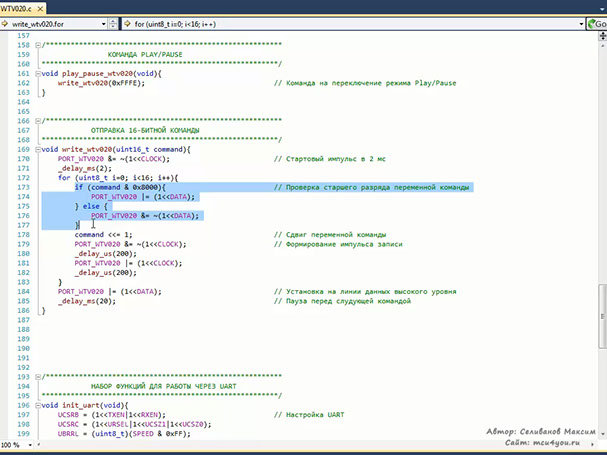 WTV020.c
write_wtv020.for
for (uint8_t i=0; i<16; i++)
Go
157
158 /******************************************************
159 КОМАНДА PLAY/PAUSE
160 ******************************************************/
161 void play_pause_wtv020(void){
162 write_wtv020(0xFFFE); // Команда на переключение режима Play/Pause
163 }
164
165
166 /******************************************************
167 ОТПРАВКА 16-БИТНОЙ КОМАНДЫ
168 ******************************************************/
169 void write_wtv020(uint16_t command){
170 PORT_WTV020 &= ~(1<<CLOCK); // Стартовый импульс в 2 мс
171 _delay_ms(2);
172 for (uint8_t i=0; i<16; i++){
173 if (command & 0x8000){ // Проверка старшего разряда переменной команды
174 PORT_WTV020 |= (1<<DATA);
175 } else {
176 PORT_WTV020 &= ~(1<<DATA);
177 }
178 command <<= 1; // Сдвиг переменной команды
179 PORT_WTV020 &= ~(1<<CLOCK); // Формирование импульса записи
180 _delay_us(200);
181 PORT_WTV020 |= (1<<CLOCK);
182 _delay_us(200);
183 }
184 PORT_WTV020 |= (1<<DATA); // Установка на линии данных высокого уровня
185 _delay_ms(20); // Пауза перед слудующей командой
186 }
187
188
189
190
191
192
193 /******************************************************
194 НАБОР ФУНКЦИЙ ДЛЯ РАБОТЫ ЧЕРЕЗ UART
195 ******************************************************/
196 void init_uart(void){
197 UCSRB = (1<<TXEN|1<<RXEN); // Настройка UART
198 UCSRC = (1<<URSEL|1<<UCSZ1|1<<UCSZ0);
199 UBRRL = (uint8_t)(SPEED & 0xFF);
100 %
Автор: Селиванов Максим
Сайт: mcu4you.ru